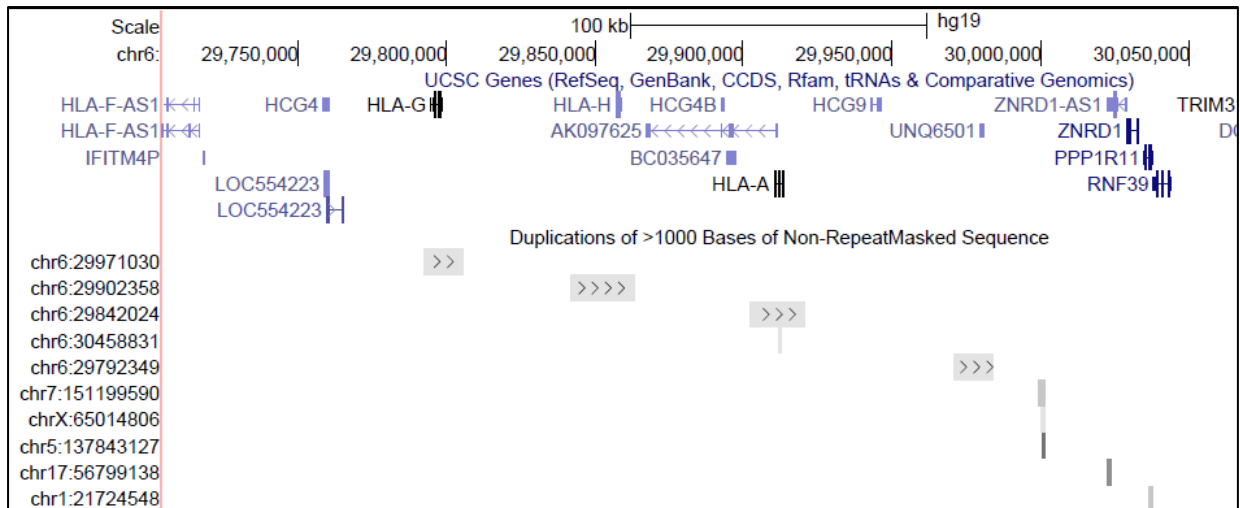 Scale 100 kb hg19
chr6: 29,750,000 29,800,000 29,850,000 29,900,000 29,950,000 30,000,000 30,050,000
UCSC Genes (RefSeq, GenBank, CCDS, Rfam, tRNAs & Comparative Genomics)
HLA-F-AS1 HCG4 HLA-G HLA-H HCG4B HCG9 ZNRD1-AS1 TRIM3
HLA-F-AS1 AK097625 UNQ6501 ZNRD1 DC
IFITM4P BC035647 PPP1R11
LOC554223 HLA-A RNF39
LOC554223
Duplications of >1000 Bases of Non-RepeatMasked Sequence
chr6:29971030
chr6:29902358
chr6:29842024
chr6:30458831
chr6:29792349
chr7:151199590
chrX:65014806
chr5:137843127
chr17:56799138
chr1:21724548